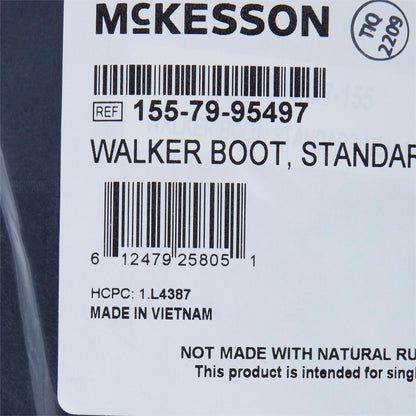 McKESSON
TIQ
2209
REF 155-79-95497
WALKER BOOT, STANDAR
6 12479 25805 1
HCPC: 1.L4387
MADE IN VIETNAM
NOT MADE WITH NATURAL RU
This product is intended for singl